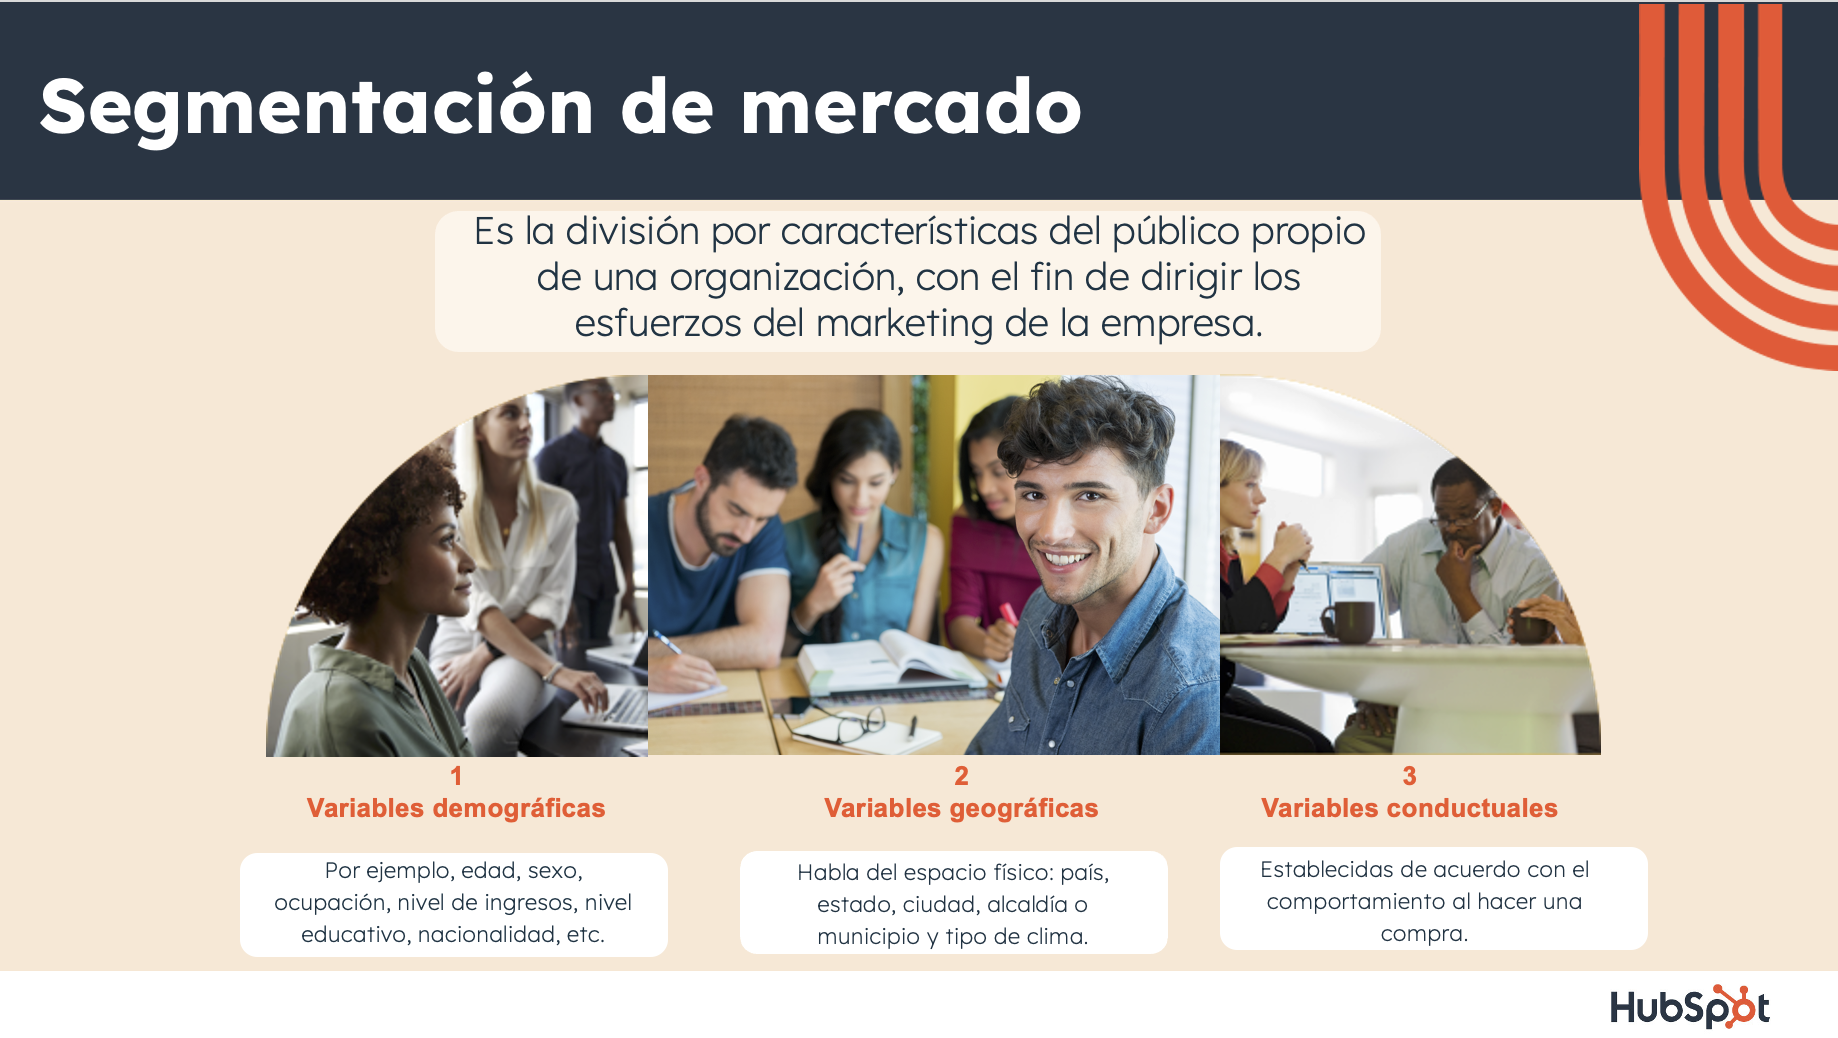 Segmentación de mercado
Es la división por características del público propio
de una organización, con el fin de dirigir los
esfuerzos del marketing de la empresa.
1
Variables demográficas
Por ejemplo, edad, sexo,
ocupación, nivel de ingresos, nivel
educativo, nacionalidad, etc.
2
Variables geográficas
Habla del espacio físico: país,
estado, ciudad, alcaldía o
municipio y tipo de clima.
3
Variables conductuales
Establecidas de acuerdo con el
comportamiento al hacer una
compra.
HubSpot